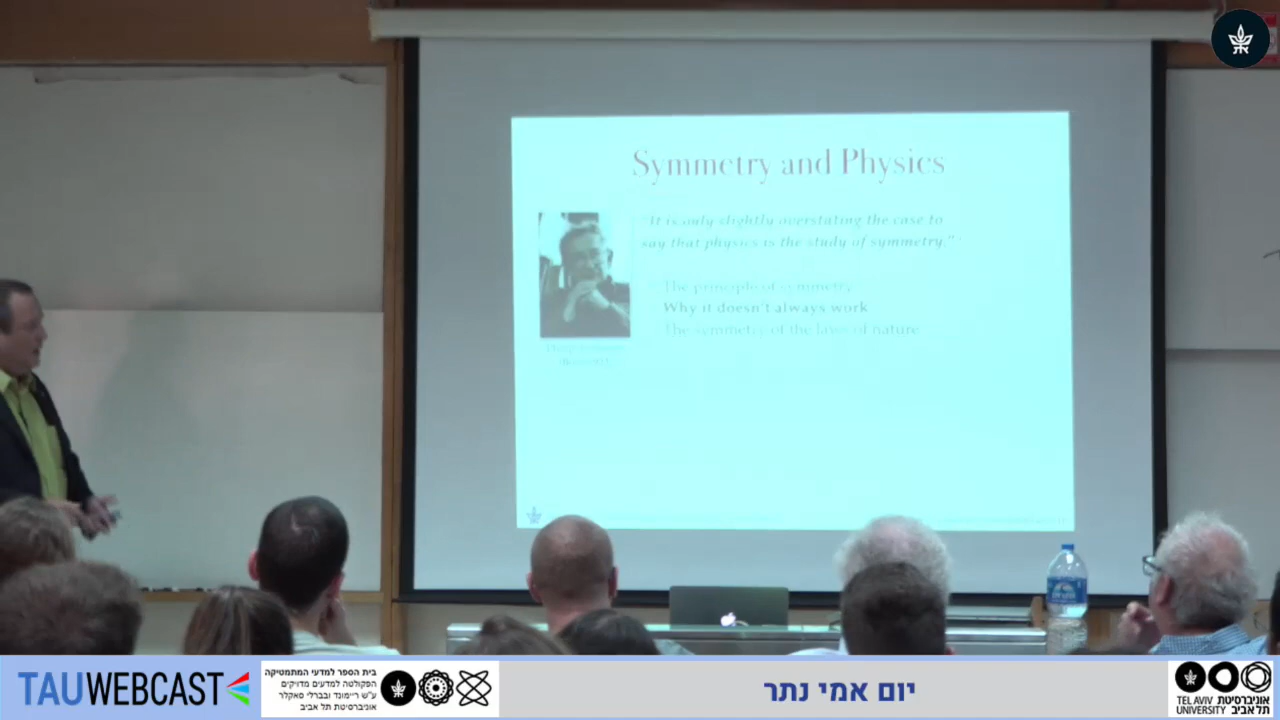 Symmetry and Physics
"It is only slightly overstating the case to
say that physics is the study of symmetry."
The principle of symmetry
Why it doesn't always work
The symmetry of the laws of nature
TAUWEBCAST
בית הספר למדעי המתמטיקה
הפקולטה למדעים מדויקים
ע"ש ריימונד ובברלי סאקלר
אוניברסיטת תל אביב
יום אמי נתר
TEL AVIV אוניברסיטת
UNIVERSITY תל אביב